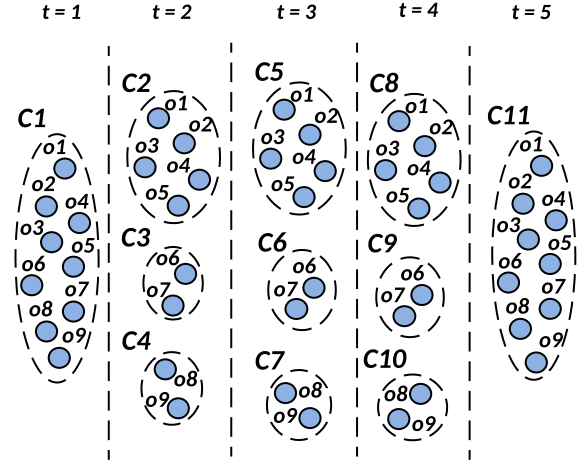 t = 1
t = 2
t = 3
t = 4
t = 5
C1
o1
o2
o4
o3
o5
o6
o7
o8
o9
C2
o1
o2
o3
o4
o5
C3
o6
o7
C4
o8
o9
C5
o1
o2
o3
o4
o5
C6
o6
o7
C7
o8
o9
C8
o1
o2
o3
o4
o5
C9
o6
o7
C10
o8
o9
C11
o1
o2
o4
o3
o5
o6
o7
o8
o9